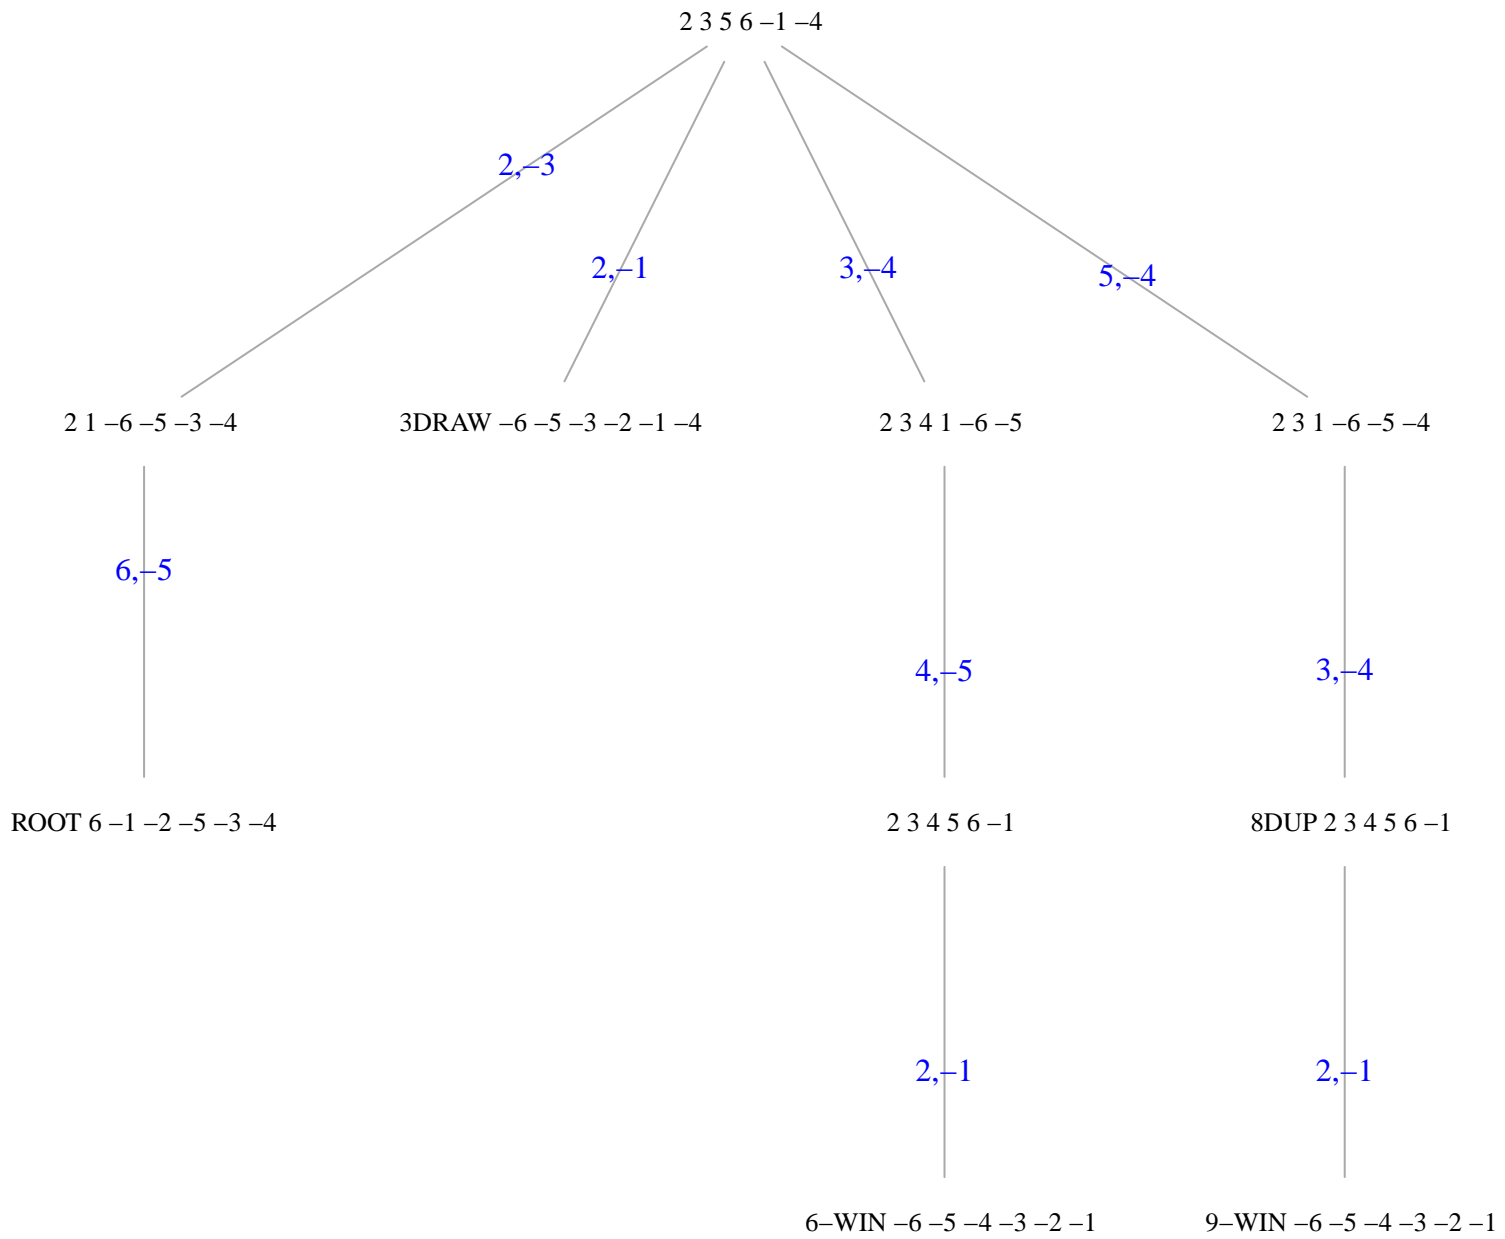 2 3 5 6 –1 –4
2,–3
2,–1
3,–4
5,–4
2 1 –6 –5 –3 –4
3DRAW –6 –5 –3 –2 –1 –4
2 3 4 1 –6 –5
2 3 1 –6 –5 –4
6,–5
4,–5
3,–4
ROOT 6 –1 –2 –5 –3 –4
2 3 4 5 6 –1
8DUP 2 3 4 5 6 –1
2,–1
2,–1
6–WIN –6 –5 –4 –3 –2 –1
9–WIN –6 –5 –4 –3 –2 –1